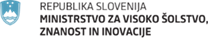 REPUBLIKA SLOVENIJA
MINISTRSTVO ZA VISOKO ŠOLSTVO,
ZNANOST IN INOVACIJE